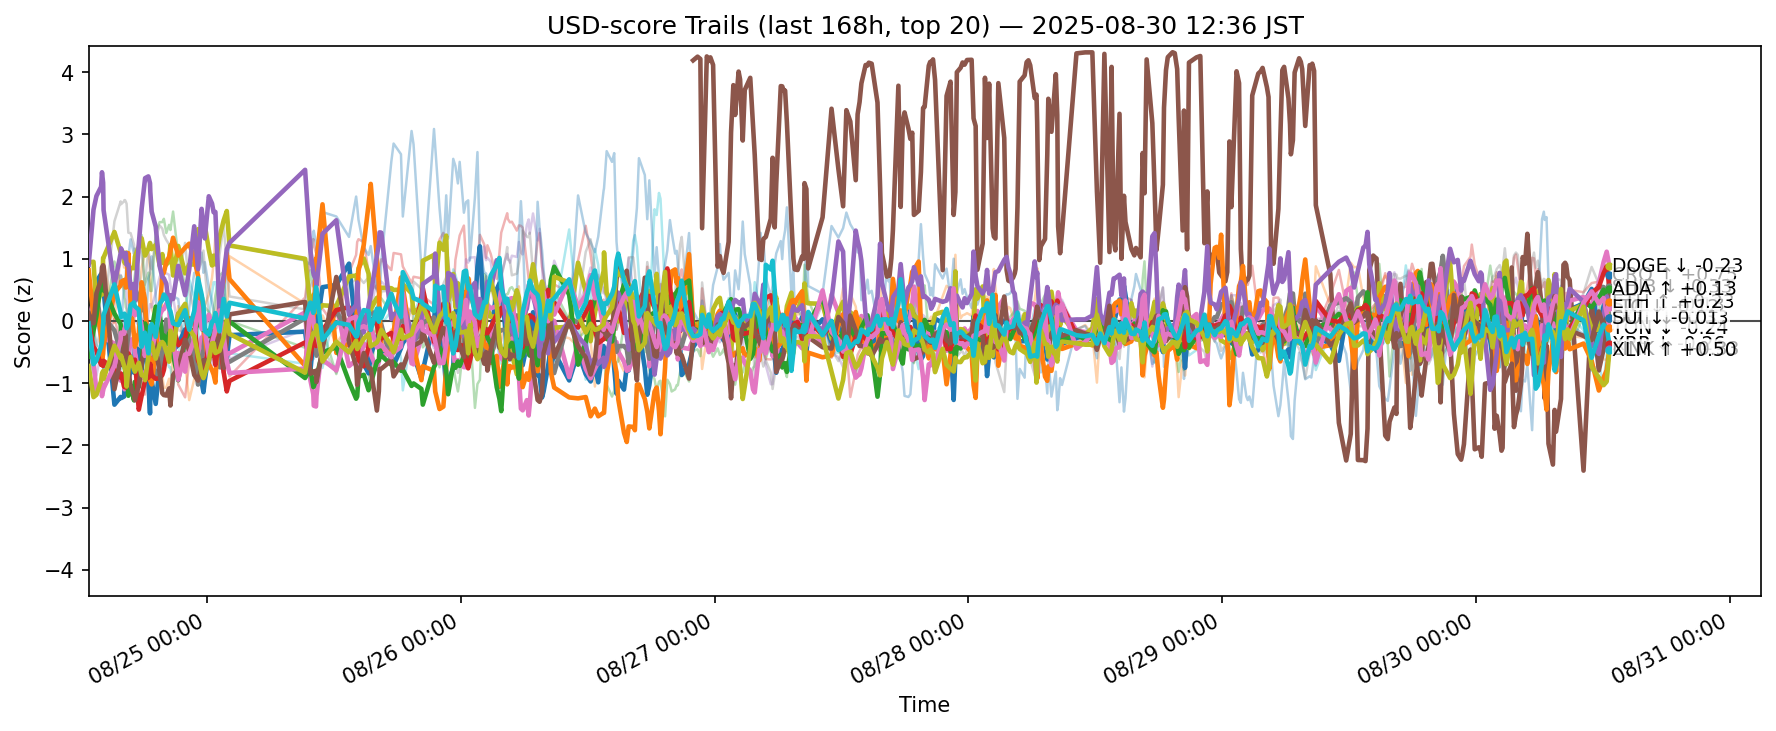 USD-score Trails (last 168h, top 20) — 2025-08-30 12:36 JST
Score (z)
4
3
2
1
0
−1
−2
−3
−4
DOGE ↓ -0.23
ADA ↑ +0.13
ETH ↑ +0.23
SUI ↓ -0.013
XLM ↑ +0.50
08/25 00:00
08/26 00:00
08/27 00:00
08/28 00:00
08/29 00:00
08/30 00:00
08/31 00:00
Time